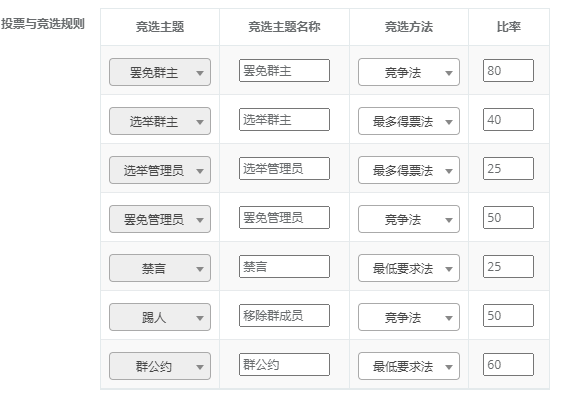 投票与竞选规则
竞选主题 竞选主题名称 竞选方法 比率
罢免群主 罢免群主 竞争法 80
选举群主 选举群主 最多得票法 40
选举管理员 选举管理员 最多得票法 25
罢免管理员 罢免管理员 竞争法 50
禁言 禁言 最低要求法 25
踢人 移除群成员 竞争法 50
群公约 群公约 最低要求法 60